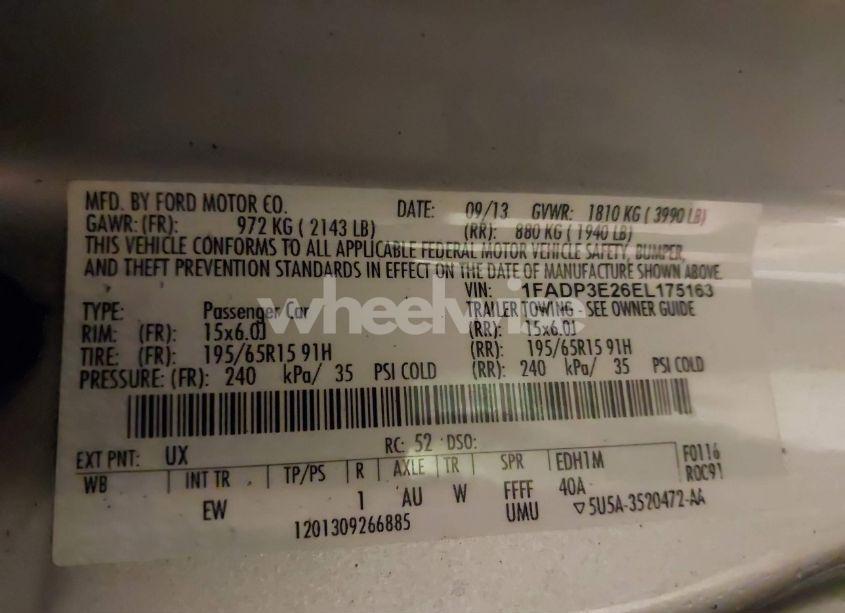 MFD. BY FORD MOTOR CO. DATE: 09/13 GVWR: 1810 KG ( 3990 LB)
GAWR: (FR): 972 KG ( 2143 LB) (RR): 880 KG ( 1940 LB)
THIS VEHICLE CONFORMS TO ALL APPLICABLE FEDERAL MOTOR VEHICLE SAFETY, BUMPER,
AND THEFT PREVENTION STANDARDS IN EFFECT ON THE DATE OF MANUFACTURE SHOWN ABOVE.
VIN: 1FADP3E26EL175163
TYPE: Passenger Car TRAILER TOWING - SEE OWNER GUIDE
RIM: (FR): 15x6.0J (RR): 15x6.0J
TIRE: (FR): 195/65R15 91H (RR): 195/65R15 91H
PRESSURE: (FR): 240 kPa/ 35 PSI COLD (RR): 240 kPa/ 35 PSI COLD
wheelwise
EXT PNT: UX RC: 52 DSO:
WB INT TR TP/PS R AXLE TR SPR EDH1M F0116
EW 1 AU W FFFF 40A R0C91
1201309266885 UMU ▽5U5A-3520472-AA